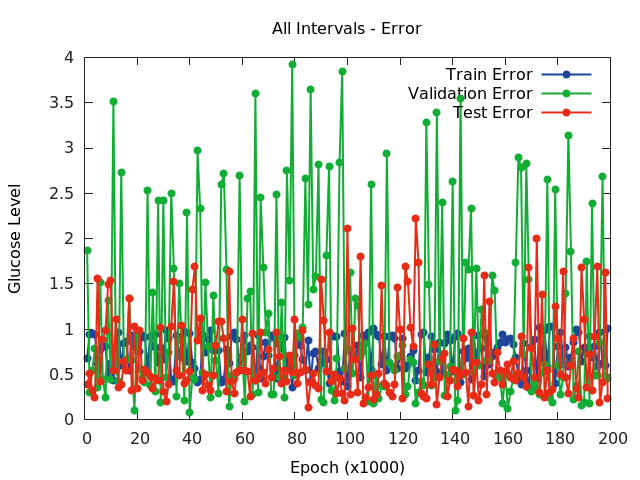 All Intervals - Error
Train Error
Validation Error
Test Error
4
3.5
3
2.5
2
1.5
1
0.5
0
Glucose Level
0 20 40 60 80 100 120 140 160 180 200
Epoch (x1000)